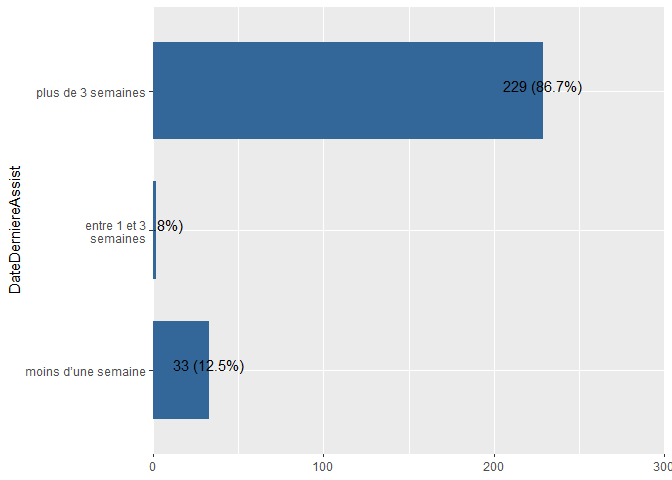 DateDerniereAssist
plus de 3 semaines
229 (86.7%)
entre 1 et 3
semaines
8%)
moins d'une semaine
33 (12.5%)
0
100
200
300